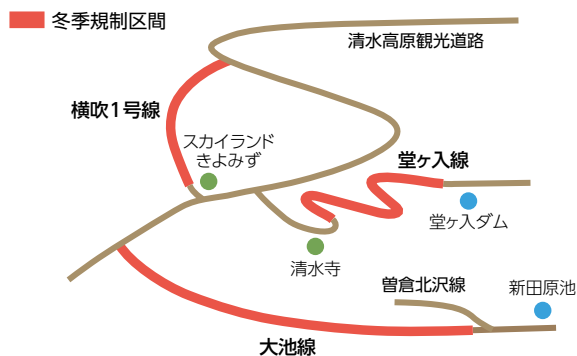 冬季規制区間
清水高原観光道路
横吹1号線
スカイランド
きよみず
堂ヶ入線
堂ヶ入ダム
清水寺
曽倉北沢線
新田原池
大池線